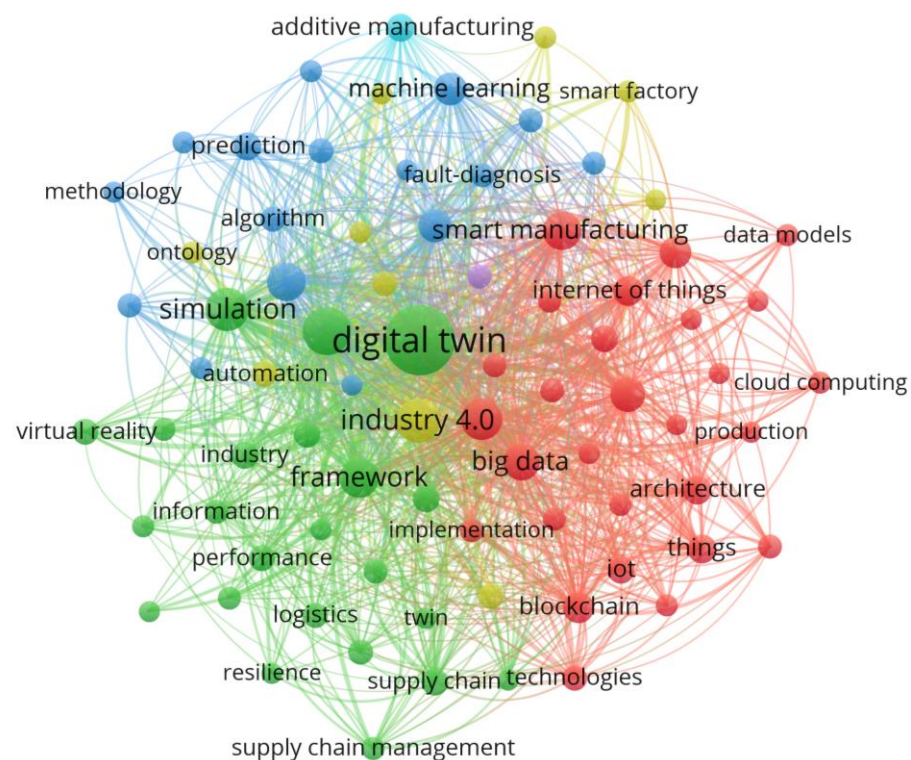 additive manufacturing
machine learning
smart factory
prediction
fault-diagnosis
methodology
algorithm
smart manufacturing
data models
ontology
internet of things
simulation
digital twin
automation
cloud computing
industry 4.0
virtual reality
production
industry
big data
framework
architecture
information
implementation
performance
things
iot
logistics
twin
blockchain
resilience
supply chain
technologies
supply chain management